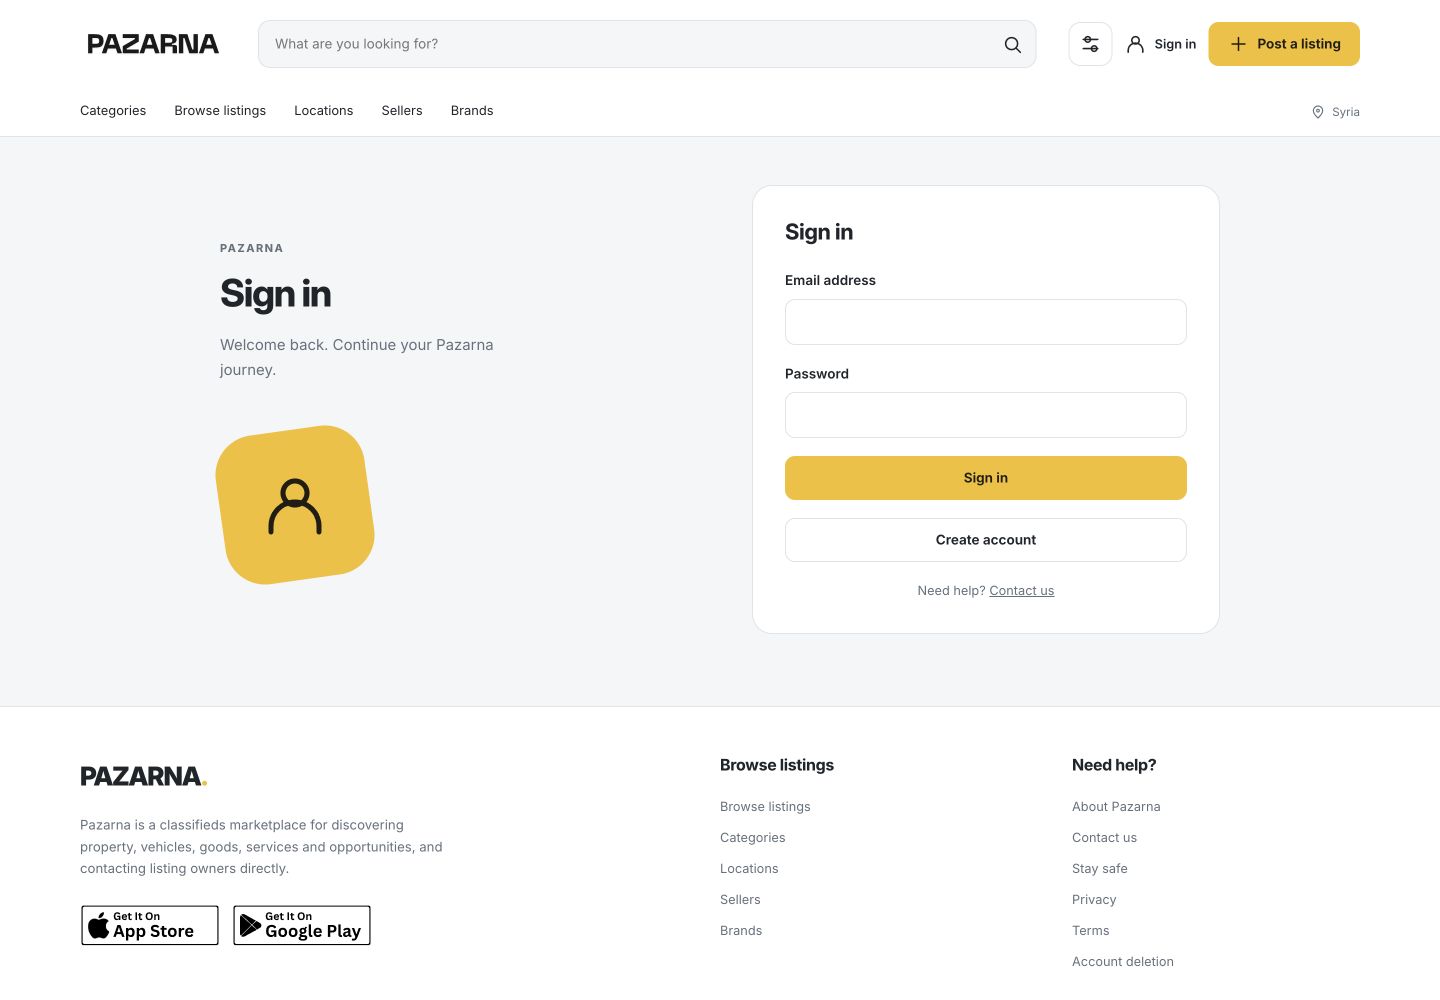 PAZARNA
What are you looking for?
Sign in
Post a listing
Categories
Browse listings
Locations
Sellers
Brands
Syria
PAZARNA
Sign in
Welcome back. Continue your Pazarna
journey.
Sign in
Email address
Password
Sign in
Create account
Need help? Contact us
PAZARNA.
Pazarna is a classifieds marketplace for discovering
property, vehicles, goods, services and opportunities, and
contacting listing owners directly.
Get It On
App Store
Get It On
Google Play
Browse listings
Browse listings
Categories
Locations
Sellers
Brands
Need help?
About Pazarna
Contact us
Stay safe
Privacy
Terms
Account deletion